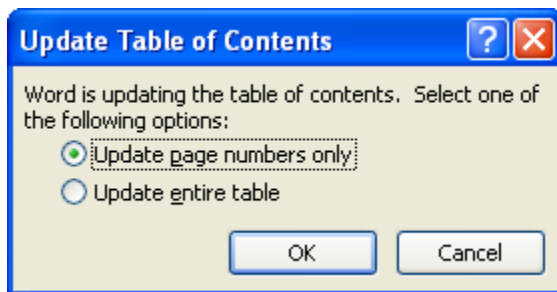 Update Table of Contents
Word is updating the table of contents. Select one of
the following options:
Update page numbers only
Update entire table
OK Cancel